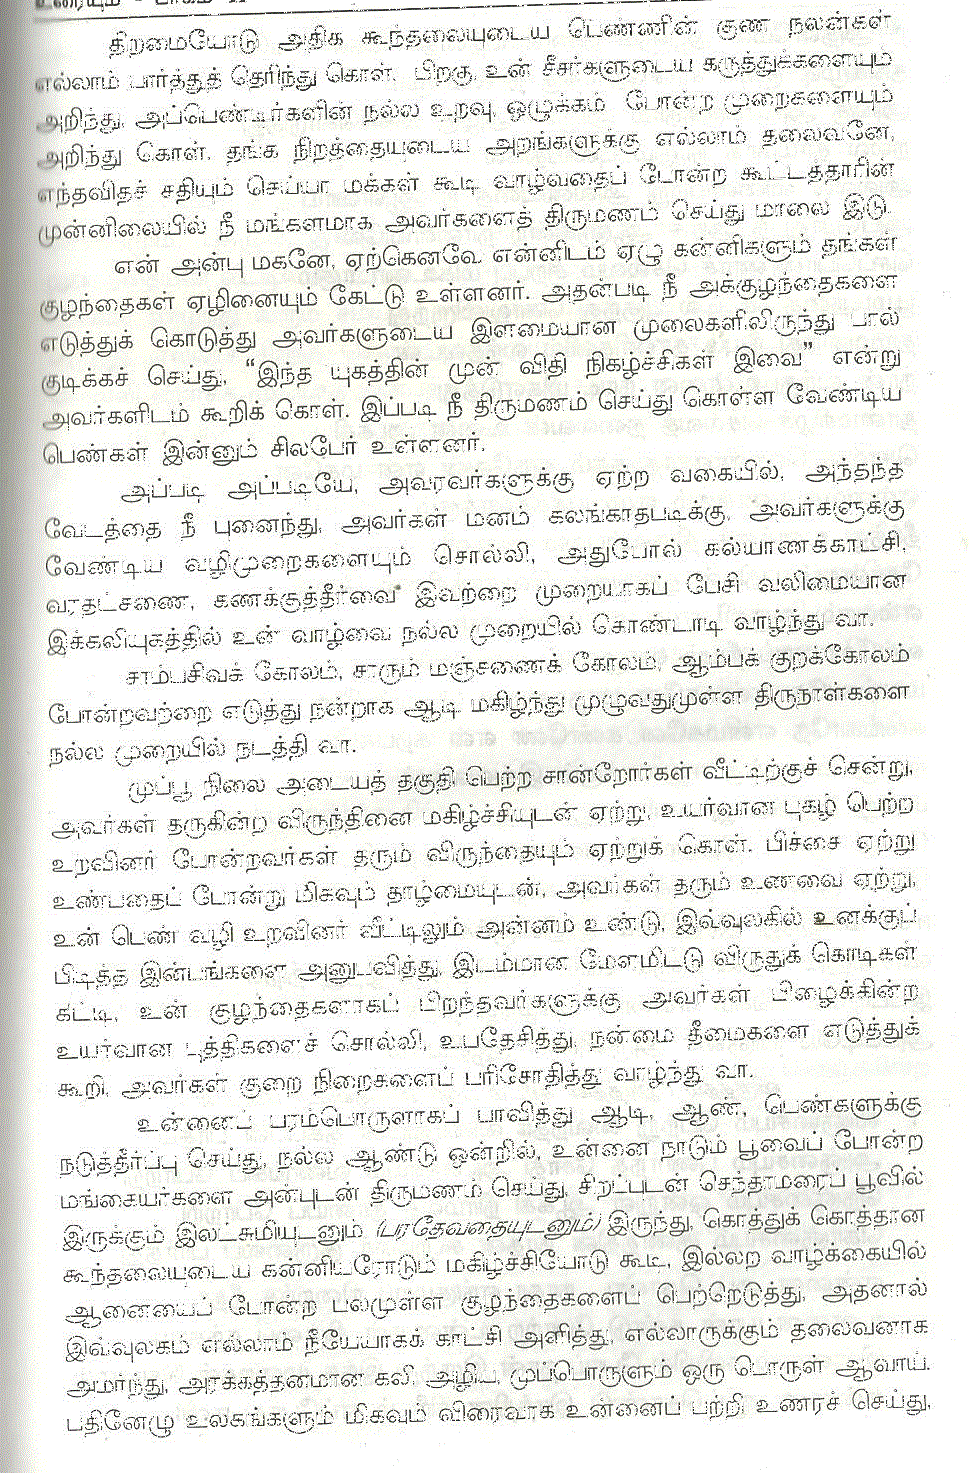 உரையும் - பாகம் II
திறமையோடு அதிக கூந்தலையுடைய பெண்ணின் குண நலன்கள்
எல்லாம் பார்த்துத் தெரிந்து கொள். பிறகு, உன் சீசர்களுடைய கருத்துக்களையும்
அறிந்து, அப்பெண்டிர்களின் நல்ல உறவு, ஒழுக்கம் போன்ற முறைகளையும்
அறிந்து கொள். தங்க நிறத்தையுடைய அறங்களுக்கு எல்லாம் தலைவனே,
எந்தவிதச் சதியும் செய்யா மக்கள் கூடி வாழ்வதைப் போன்ற கூட்டத்தாரின்
முன்னிலையில் நீ மங்களமாக அவர்களைத் திருமணம் செய்து மாலை இடு.
என் அன்பு மகனே, ஏற்கெனவே என்னிடம் ஏழு கன்னிகளும் தங்கள்
குழந்தைகள் ஏழினையும் கேட்டு உள்ளனர். அதன்படி நீ அக்குழந்தைகளை
எடுத்துக் கொடுத்து அவர்களுடைய இளமையான முலைகளிலிருந்து பால்
குடிக்கச் செய்து, “இந்த யுகத்தின் முன் விதி நிகழ்ச்சிகள் இவை” என்று
அவர்களிடம் கூறிக் கொள். இப்படி நீ திருமணம் செய்து கொள்ள வேண்டிய
பெண்கள் இன்னும் சிலபேர் உள்ளனர்.
அப்படி அப்படியே, அவரவர்களுக்கு ஏற்ற வகையில், அந்தந்த
வேடத்தை நீ புனைந்து, அவர்கள் மனம் கலங்காதபடிக்கு, அவர்களுக்கு
வேண்டிய வழிமுறைகளையும் சொல்லி, அதுபோல் கல்யாணக்காட்சி,
வரதட்சணை, கணக்குத்தீர்வை இவற்றை முறையாகப் பேசி வலிமையான
இக்கலியுகத்தில் உன் வாழ்வை நல்ல முறையில் கொண்டாடி வாழ்ந்து வா.
சாம்பசிவக் கோலம், சாரும் மஞ்சணைக் கோலம், ஆம்பக் குறக்கோலம்
போன்றவற்றை எடுத்து நன்றாக ஆடி மகிழ்ந்து முழுவதுமுள்ள திருநாள்களை
நல்ல முறையில் நடத்தி வா.
முப்பூ நிலை அடையத் தகுதி பெற்ற சான்றோர்கள் வீட்டிற்குச் சென்று,
அவர்கள் தருகின்ற விருந்தினை மகிழ்ச்சியுடன் ஏற்று, உயர்வான புகழ் பெற்ற
உறவினர் போன்றவர்கள் தரும் விருந்தையும் ஏற்றுக் கொள். பிச்சை ஏற்று
உண்பதைப் போன்று மிகவும் தாழ்மையுடன், அவர்கள் தரும் உணவை ஏற்று,
உன் பெண் வழி உறவினர் வீட்டிலும் அன்னம் உண்டு, இவ்வுலகில் உனக்குப்
பிடித்த இன்பங்களை அனுபவித்து, இடம்மான மேளமிட்டு விருதுக் கொடிகள்
கட்டி, உன் குழந்தைகளாகப் பிறந்தவர்களுக்கு அவர்கள் பிழைக்கின்ற
உயர்வான புத்திகளைச் சொல்லி, உபதேசித்து, நன்மை தீமைகளை எடுத்துக்
கூறி, அவர்கள் குறை நிறைகளைப் பரிசோதித்து வாழ்ந்து வா.
உன்னைப் பரம்பொருளாகப் பாவித்து ஆடி, ஆண், பெண்களுக்கு
நடுத்தீர்ப்பு செய்து, நல்ல ஆண்டு ஒன்றில், உன்னை நாடும் பூவைப் போன்ற
மங்கையர்களை அன்புடன் திருமணம் செய்து, சிறப்புடன் செந்தாமரைப் பூவில்
இருக்கும் இலட்சுமியுடனும் (பரதேவதையுடனும்) இருந்து, கொத்துக் கொத்தான
கூந்தலையுடைய கன்னியரோடும் மகிழ்ச்சியோடு கூடி, இல்லற வாழ்க்கையில்
ஆனையைப் போன்ற பலமுள்ள குழந்தைகளைப் பெற்றெடுத்து, அதனால்
இவ்வுலகம் எல்லாம் நீயேயாகக் காட்சி அளித்து, எல்லாருக்கும் தலைவனாக
அமர்ந்து, அரக்கத்தனமான கலி, அழிய, முப்பொருளும் ஒரு பொருள் ஆவாய்.
பதினேழு உலகங்களும் மிகவும் விரைவாக உன்னைப் பற்றி உணரச் செய்து,